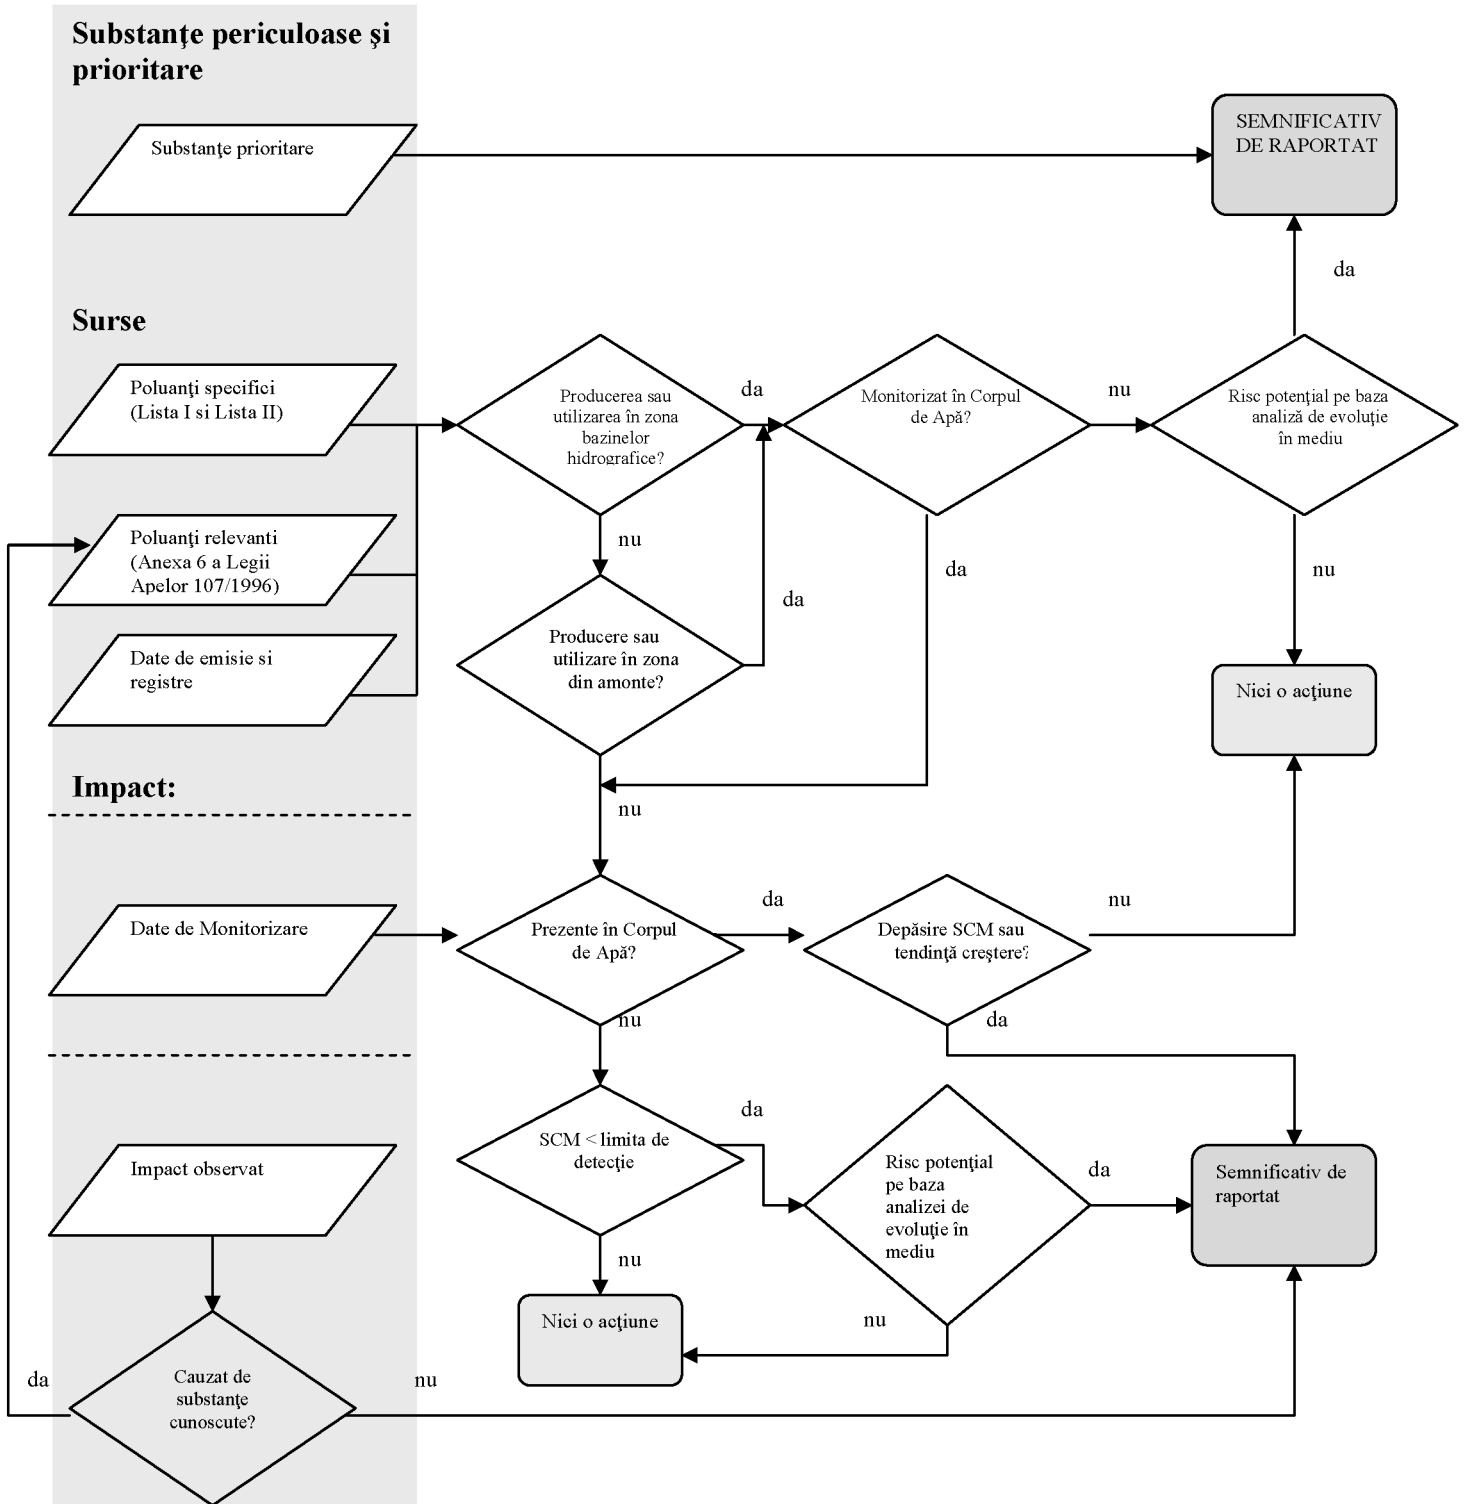 Substanţe periculoase şi
prioritare
Substanţe prioritare
SEMNIFICATIV
DE RAPORTAT
da
Surse
Poluanţi specifici
(Lista I si Lista II)
Producerea sau
utilizarea în zona
bazinelor
hidrografice?
da
Monitorizat în Corpul
de Apă?
nu
Risc potenţial pe baza
analiză de evoluţie
în mediu
nu
da
nu
Poluanţi relevanti
(Anexa 6 a Legii
Apelor 107/1996)
da
Producere sau
utilizare în zona
din amonte?
Date de emisie si
registre
Nici o acţiune
Impact:
nu
Date de Monitorizare
Prezente în Corpul
de Apă?
da
Depăsire SCM sau
tendinţă creştere?
nu
nu
da
SCM < limita de
detecţie
da
Risc potenţial
pe baza
analizei de
evoluţie în
mediu
da
Semnificativ de
raportat
Impact observat
nu
Nici o acţiune
nu
Cauzat de
substanţe
cunoscute?
da
nu